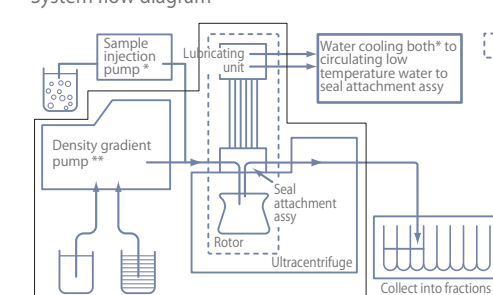 System flow diagram
Sample
injection
pump *
Lubricating
unit
Water cooling both* to
circulating low
temperature water to
seal attachment assy
Density gradient
pump **
Seal
attachment
assy
Rotor
Ultracentrifuge
Collect into fractions